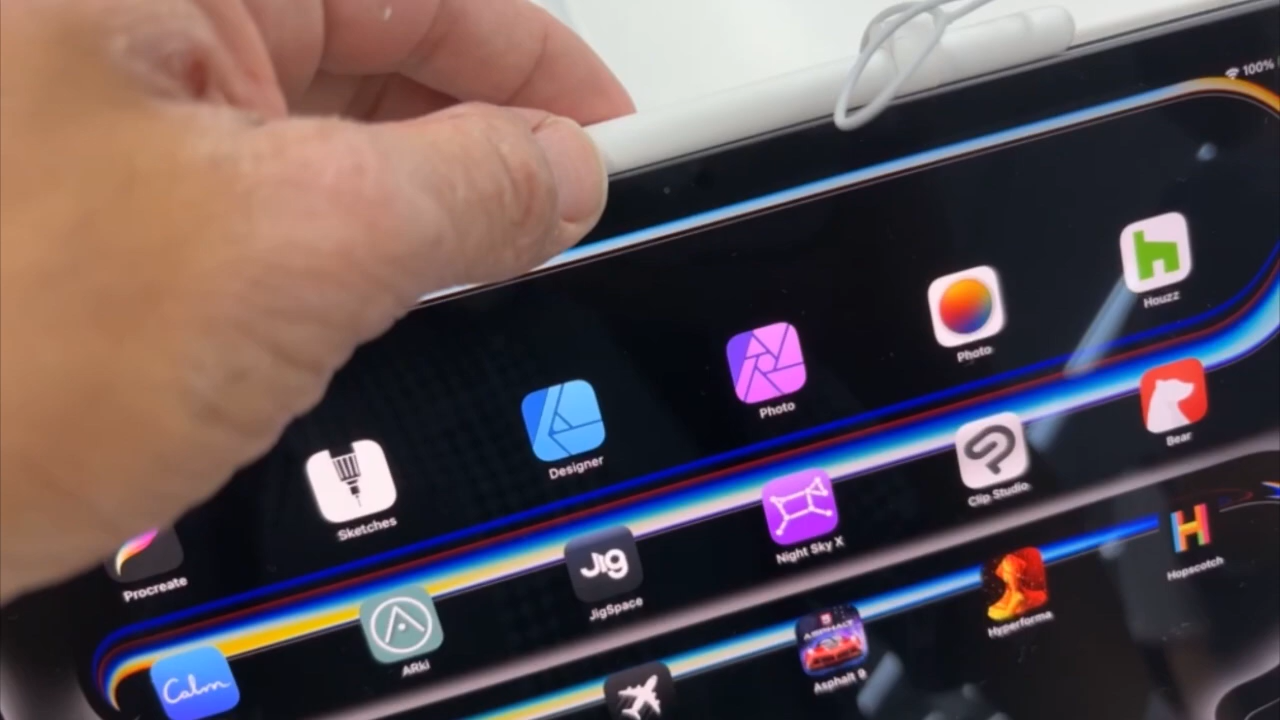 100%
Houzz
Photo
Photo
Designer
Sketches
Procreate
Bear
Clip Studio
Night Sky X
Jig
JigSpace
ARki
Calm
Hopscotch
Hyperforma
ASPHALT
Asphalt 9